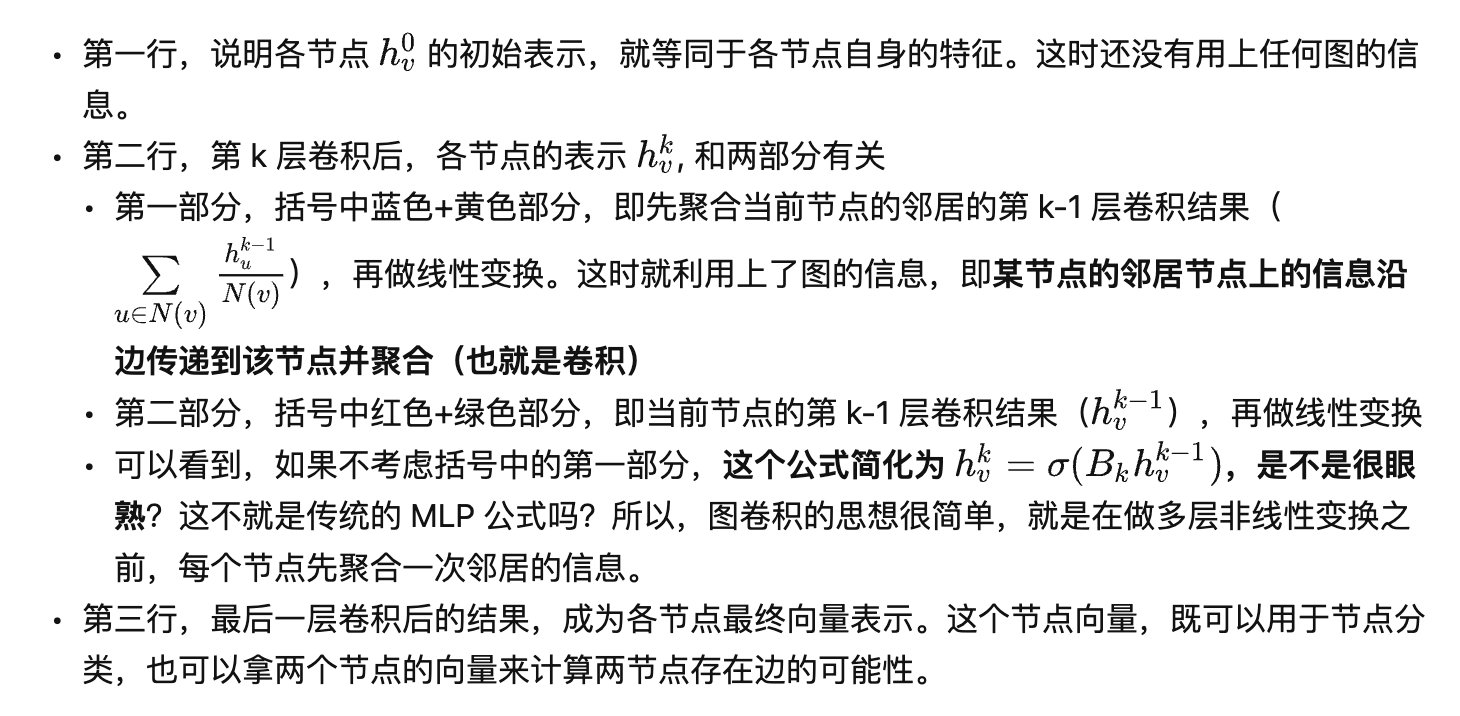 • 第一行，说明各节点 $h_v^0$ 的初始表示，就等同于各节点自身的特征。这时还没有用上任何图的信
息。
• 第二行，第 k 层卷积后，各节点的表示 $h_v^k$, 和两部分有关
• 第一部分，括号中蓝色+黄色部分，即先聚合当前节点的邻居的第 k-1 层卷积结果（
$\sum_{u \in N(v)} \frac{h_u^{k-1}}{N(v)}$），再做线性变换。这时就利用上了图的信息，即某节点的邻居节点上的信息沿
边传递到该节点并聚合（也就是卷积）
• 第二部分，括号中红色+绿色部分，即当前节点的第 k-1 层卷积结果（$h_v^{k-1}$），再做线性变换
• 可以看到，如果不考虑括号中的第一部分，这个公式简化为 $h_v^k = \sigma(B_k h_v^{k-1})$，是不是很眼
熟？这不就是传统的 MLP 公式吗？所以，图卷积的思想很简单，就是在做多层非线性变换之
前，每个节点先聚合一次邻居的信息。
• 第三行，最后一层卷积后的结果，成为各节点最终向量表示。这个节点向量，既可以用于节点分
类，也可以拿两个节点的向量来计算两节点存在边的可能性。